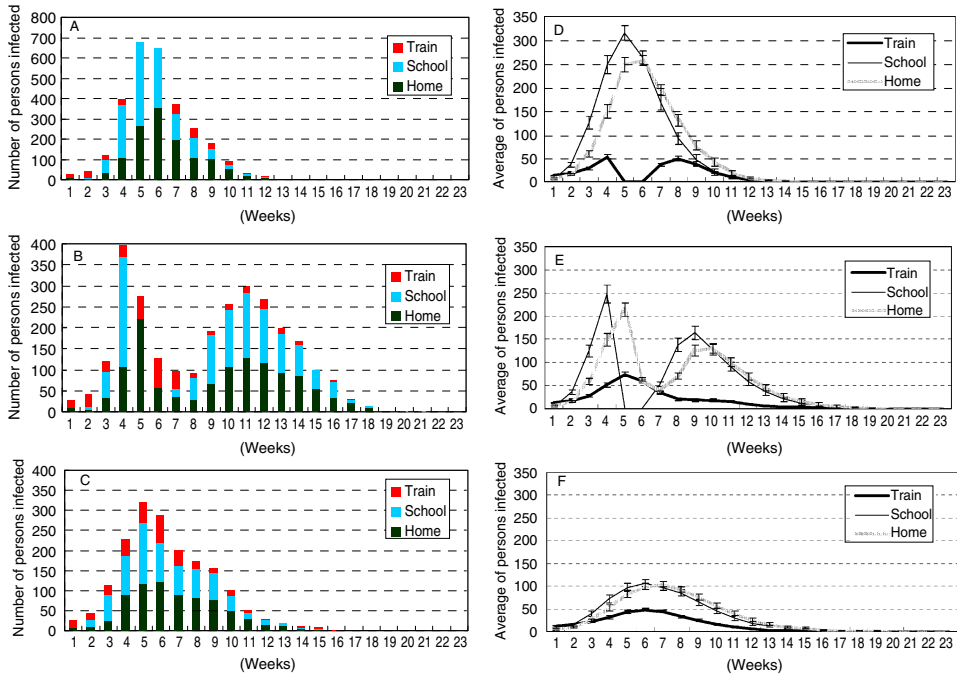 A
Number of persons infected
800
700
600
500
400
300
200
100
0
Train
School
Home
1 2 3 4 5 6 7 8 9 10 11 12 13 14 15 16 17 18 19 20 21 22 23
(Weeks)
D
Average of persons infected
350
300
250
200
150
100
50
0
Train
School
Home
1 2 3 4 5 6 7 8 9 10 11 12 13 14 15 16 17 18 19 20 21 22 23
(Weeks)
B
Number of persons infected
400
350
300
250
200
150
100
50
0
Train
School
Home
1 2 3 4 5 6 7 8 9 10 11 12 13 14 15 16 17 18 19 20 21 22 23
(Weeks)
E
Average of persons infected
350
300
250
200
150
100
50
0
Train
School
Home
1 2 3 4 5 6 7 8 9 10 11 12 13 14 15 16 17 18 19 20 21 22 23
(Weeks)
C
Number of persons infected
400
350
300
250
200
150
100
50
0
Train
School
Home
1 2 3 4 5 6 7 8 9 10 11 12 13 14 15 16 17 18 19 20 21 22 23
(Weeks)
F
Average of persons infected
350
300
250
200
150
100
50
0
Train
School
Home
1 2 3 4 5 6 7 8 9 10 11 12 13 14 15 16 17 18 19 20 21 22 23
(Weeks)